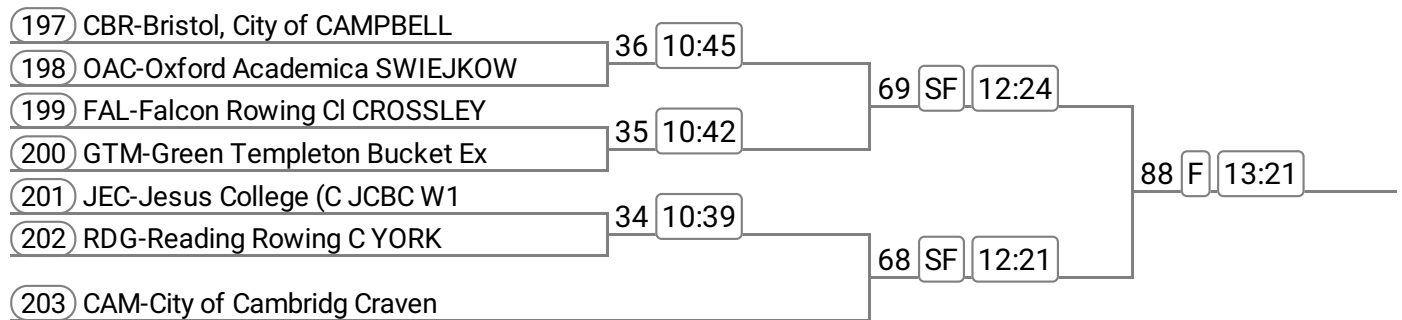 197 CBR-Bristol, City of CAMPBELL
36 10:45
198 OAC-Oxford Academica SWIEJKOW
69 SF 12:24
199 FAL-Falcon Rowing Cl CROSSLEY
35 10:42
200 GTM-Green Templeton Bucket Ex
88 F 13:21
201 JEC-Jesus College (C JCBC W1
34 10:39
202 RDG-Reading Rowing C YORK
68 SF 12:21
203 CAM-City of Cambridg Craven